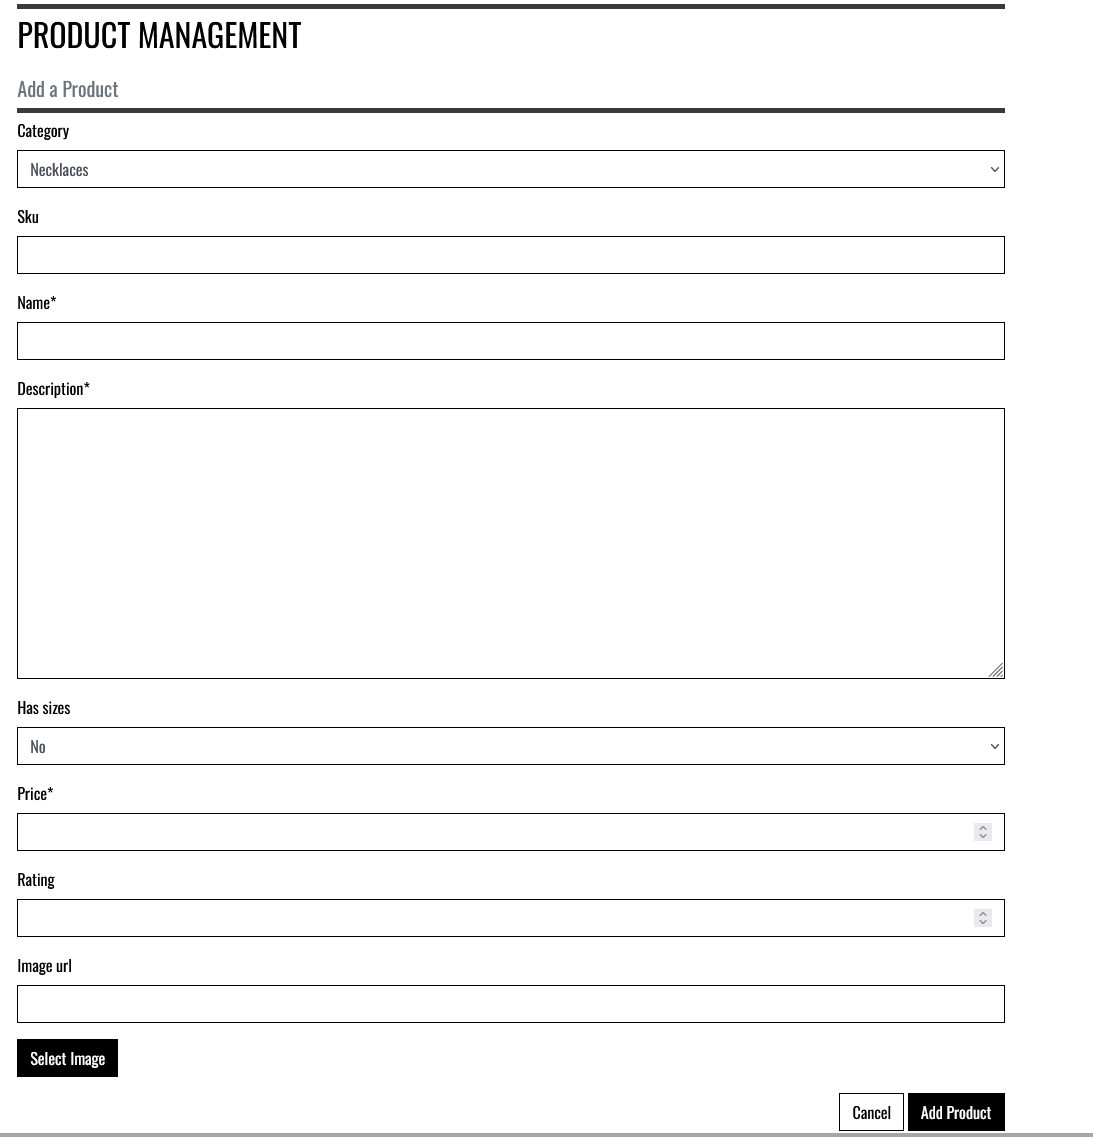 PRODUCT MANAGEMENT
Add a Product
Category
Necklaces
Sku
Name*
Description*
Has sizes
No
Price*
Rating
Image url
Select Image
Cancel Add Product